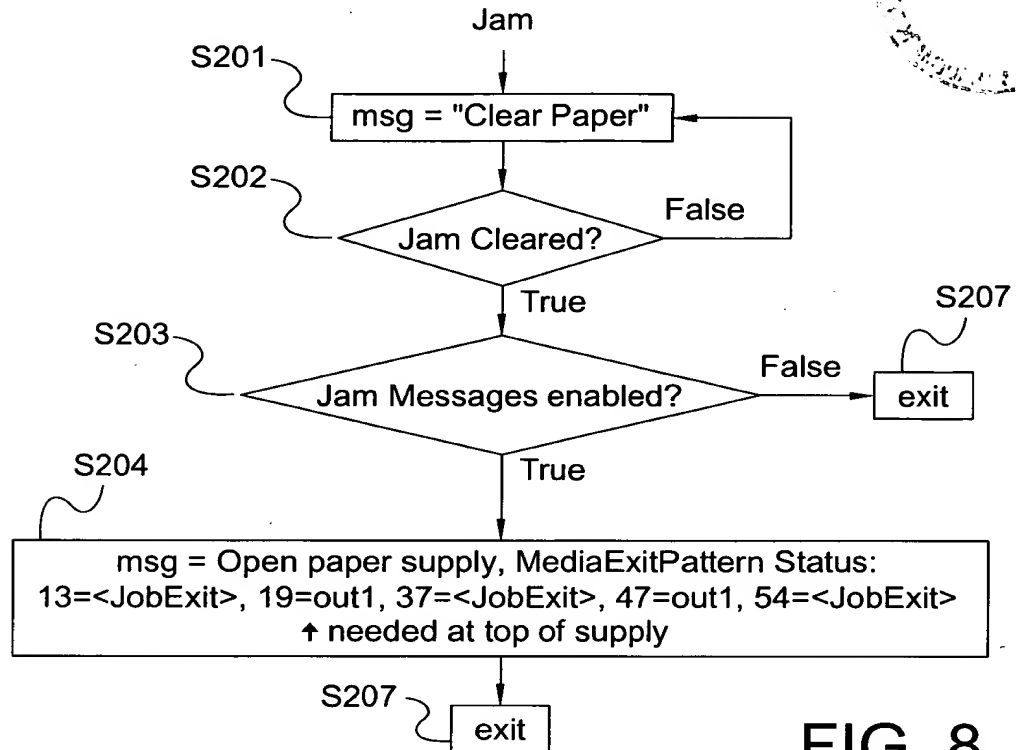 Jam
S201
msg = "Clear Paper"
S202
Jam Cleared?
False
True
S203
Jam Messages enabled?
False
S207
exit
True
S204
msg = Open paper supply, MediaExitPattern Status:
13=<JobExit>, 19=out1, 37=<JobExit>, 47=out1, 54=<JobExit>
↑ needed at top of supply
S207
exit
FIG. 8